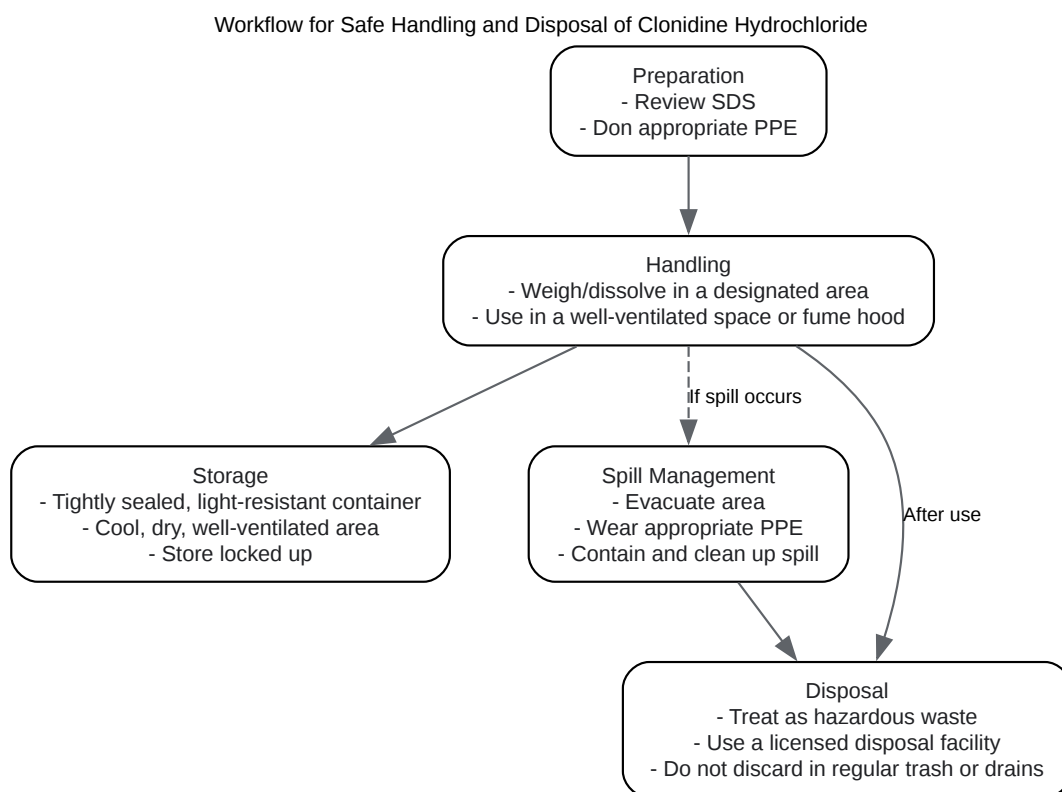 Workflow for Safe Handling and Disposal of Clonidine Hydrochloride
Preparation
- Review SDS
- Don appropriate PPE
Handling
- Weigh/dissolve in a designated area
- Use in a well-ventilated space or fume hood
If spill occurs
Storage
- Tightly sealed, light-resistant container
- Cool, dry, well-ventilated area
- Store locked up
Spill Management
- Evacuate area
- Wear appropriate PPE
- Contain and clean up spill
After use
Disposal
- Treat as hazardous waste
- Use a licensed disposal facility
- Do not discard in regular trash or drains